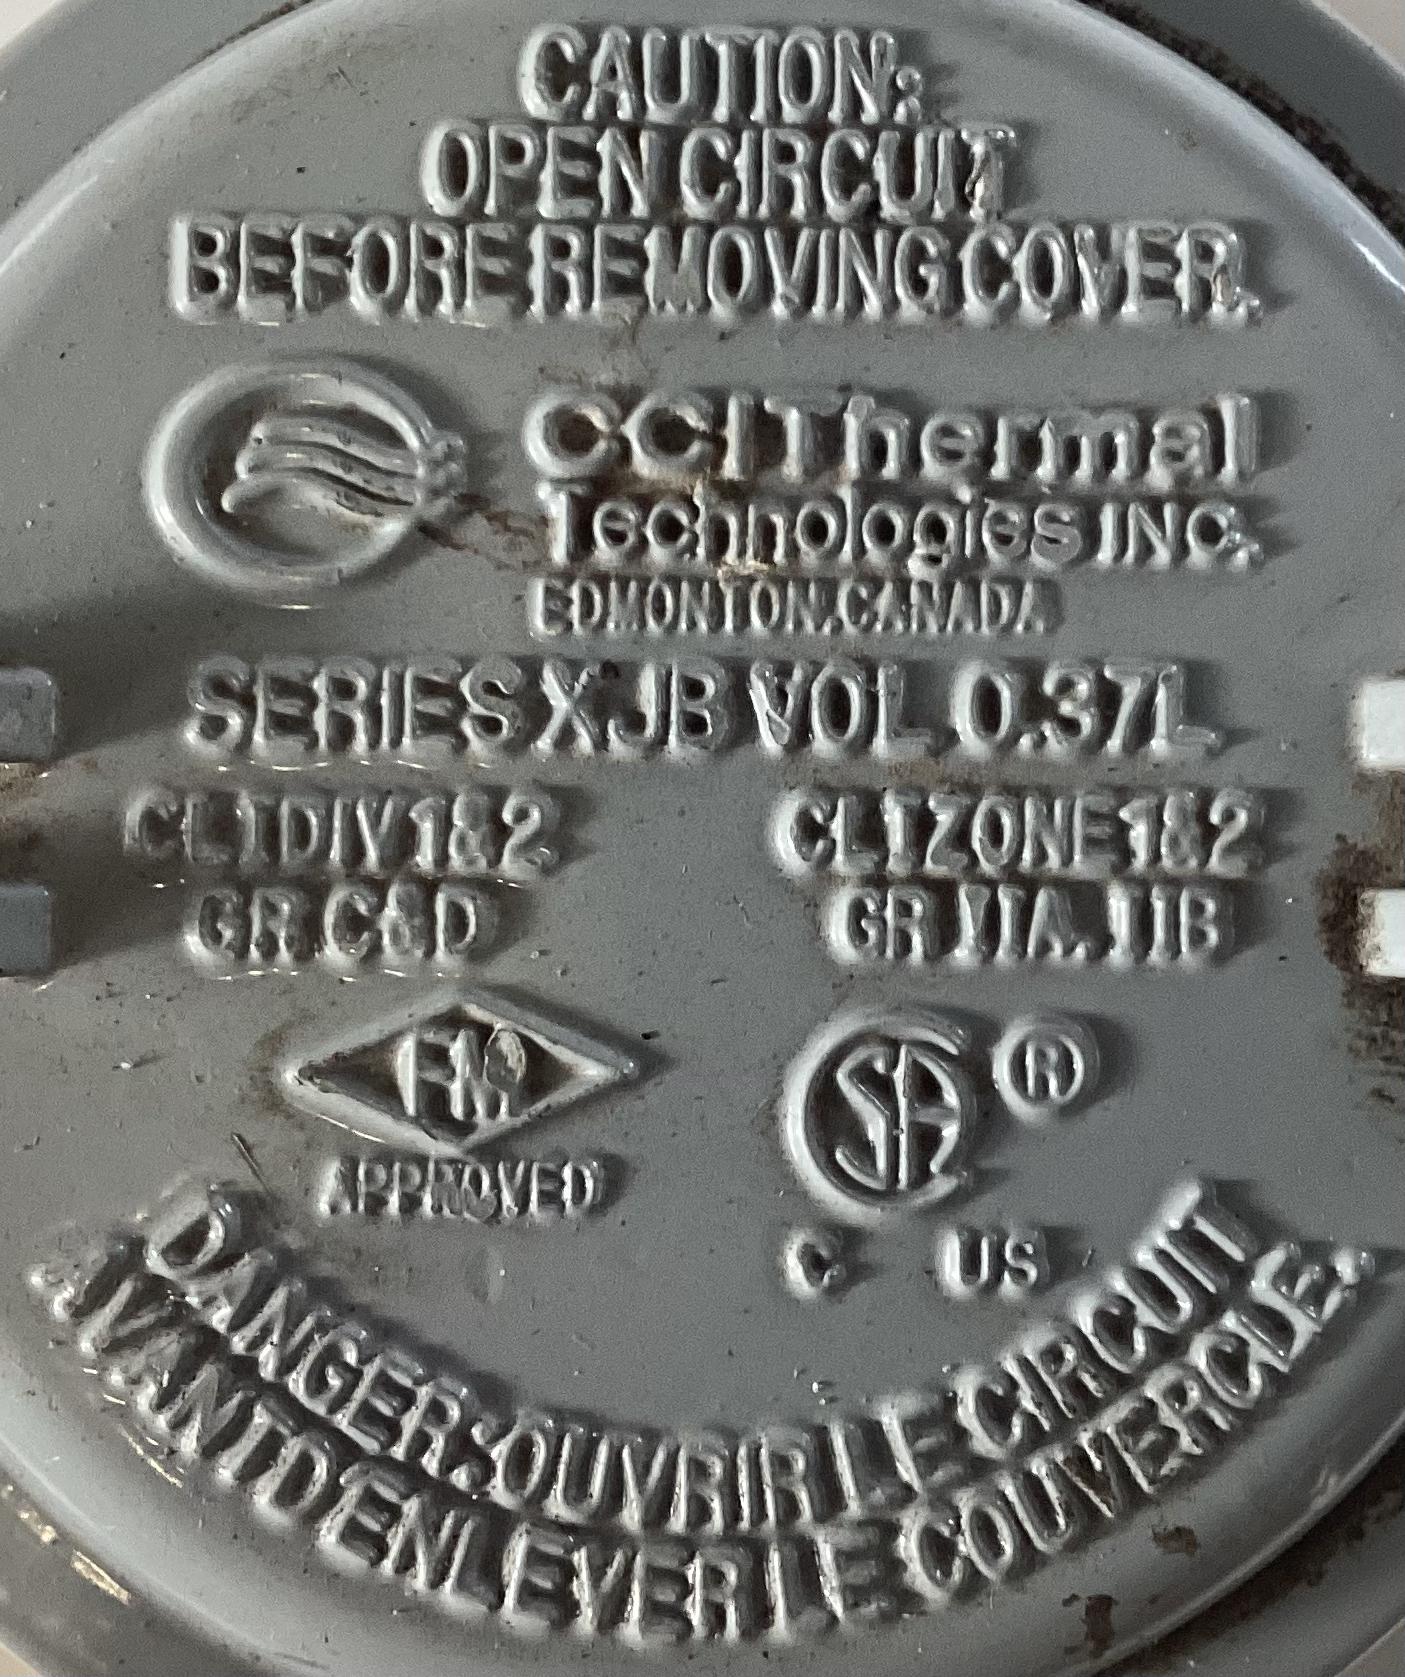 CAUTION:
OPEN CIRCUIT
BEFORE REMOVING COVER.
CCI Thermal
Technologies INC.
EDMONTON, CANADA
SERIES XJB VOL 0.37L
CL I DIV 1&2
CL I ZONE 1&2
GR C&D
GR IIA, IIB
FM
APPROVED
SA ®
C US
DANGER: OUVRIR LE CIRCUIT
AVANT D ENLEVER LE COUVERCLE.